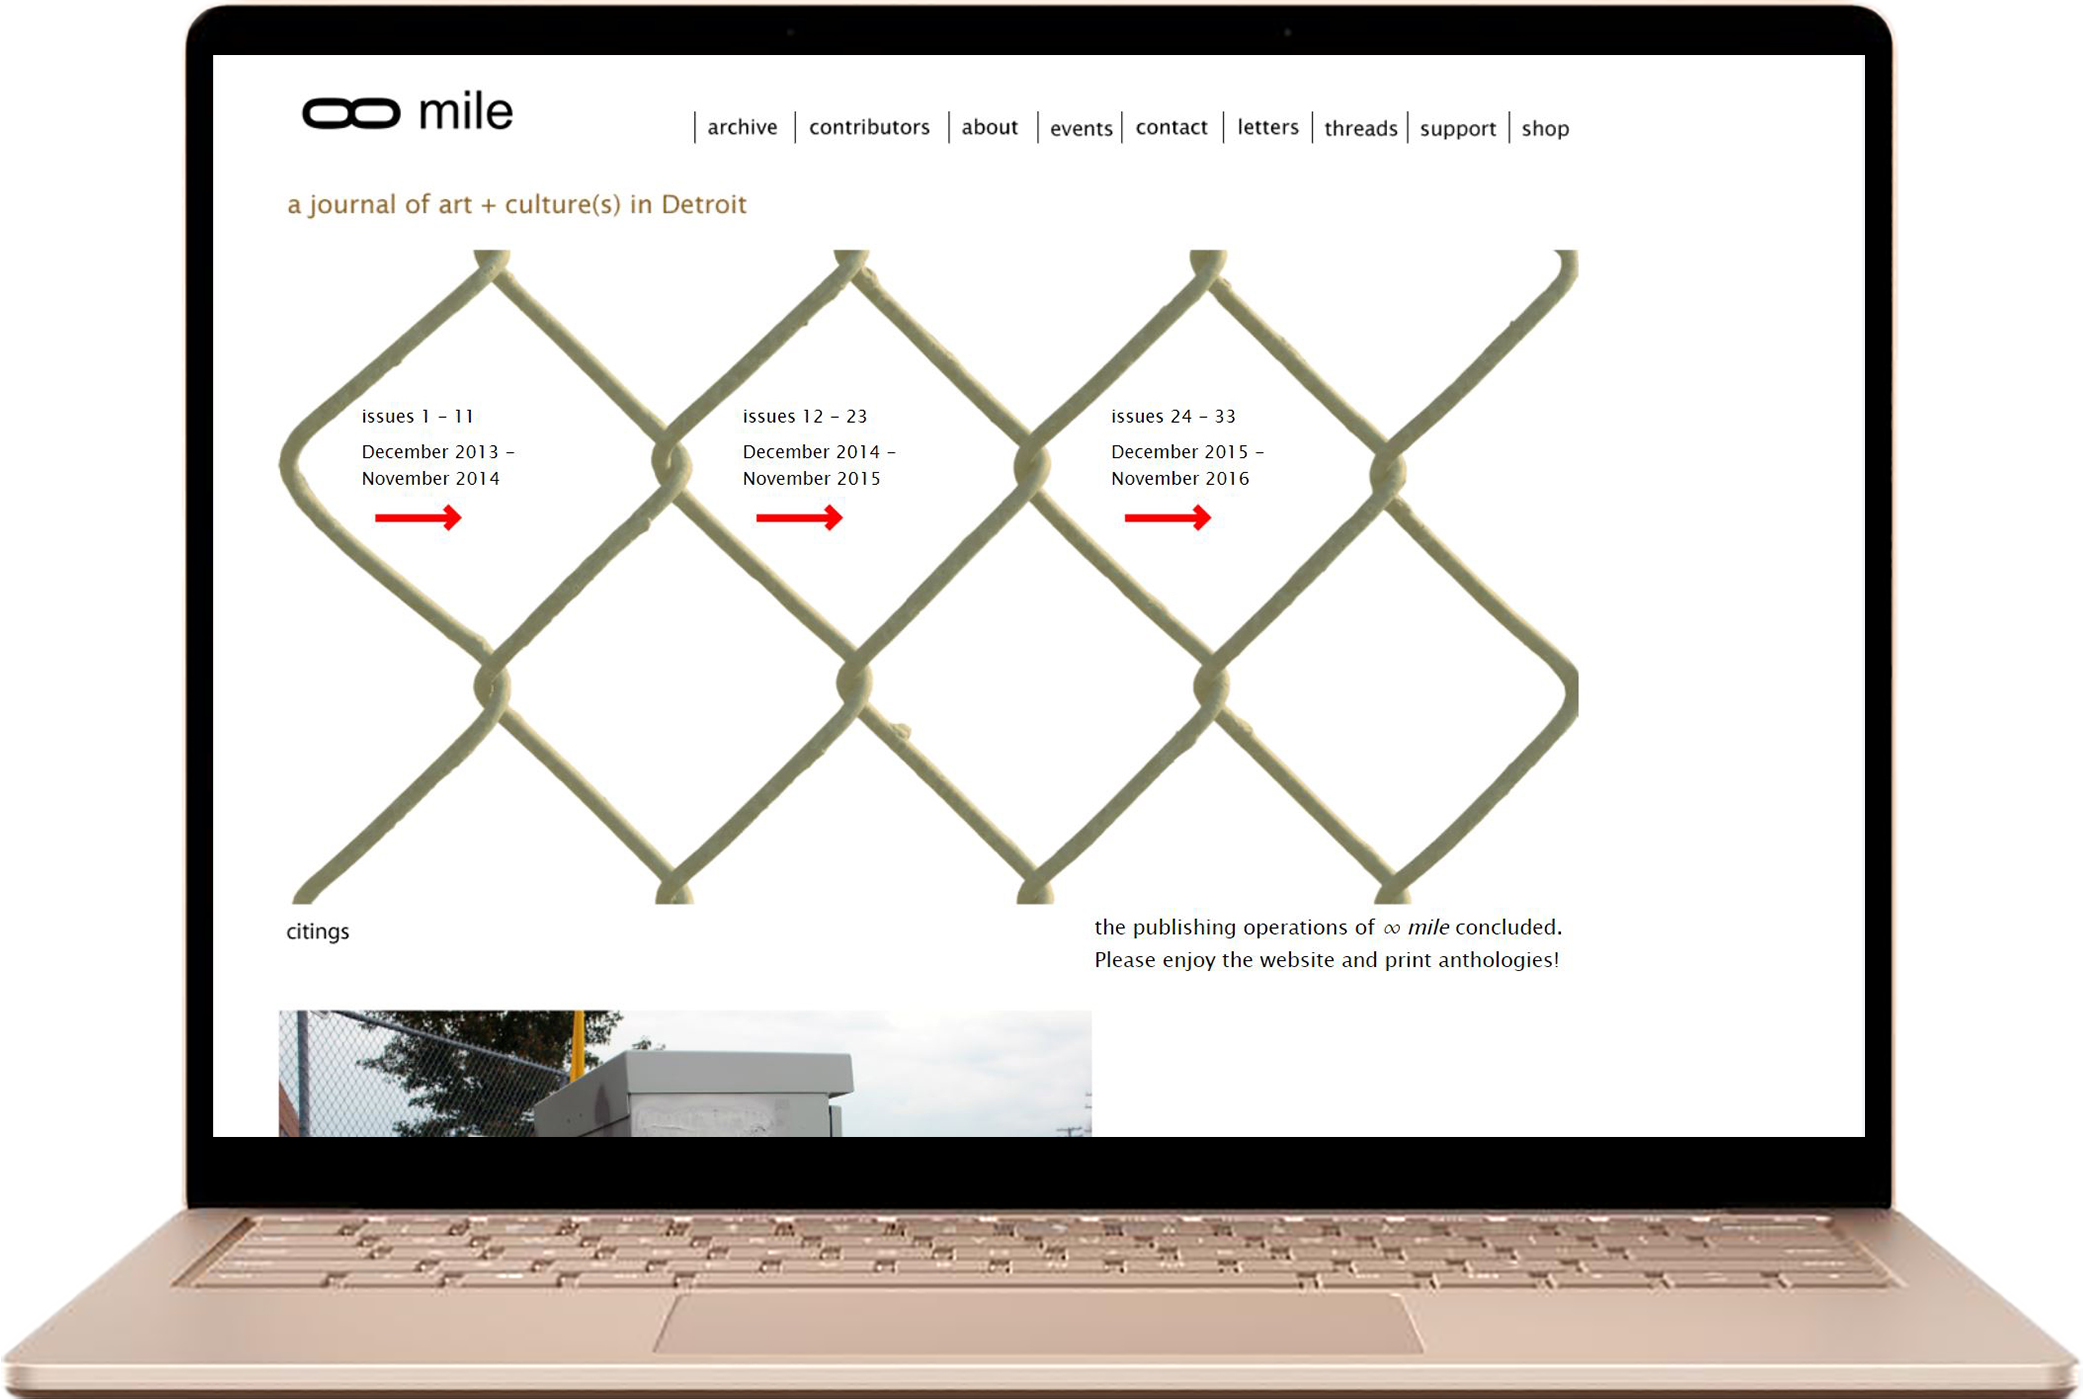 ∞ mile
archive contributors about events contact letters threads support shop
a journal of art + culture(s) in Detroit
issues 1 – 11
December 2013 –
November 2014
issues 12 – 23
December 2014 –
November 2015
issues 24 – 33
December 2015 –
November 2016
citings
the publishing operations of ∞ mile concluded.
Please enjoy the website and print anthologies!